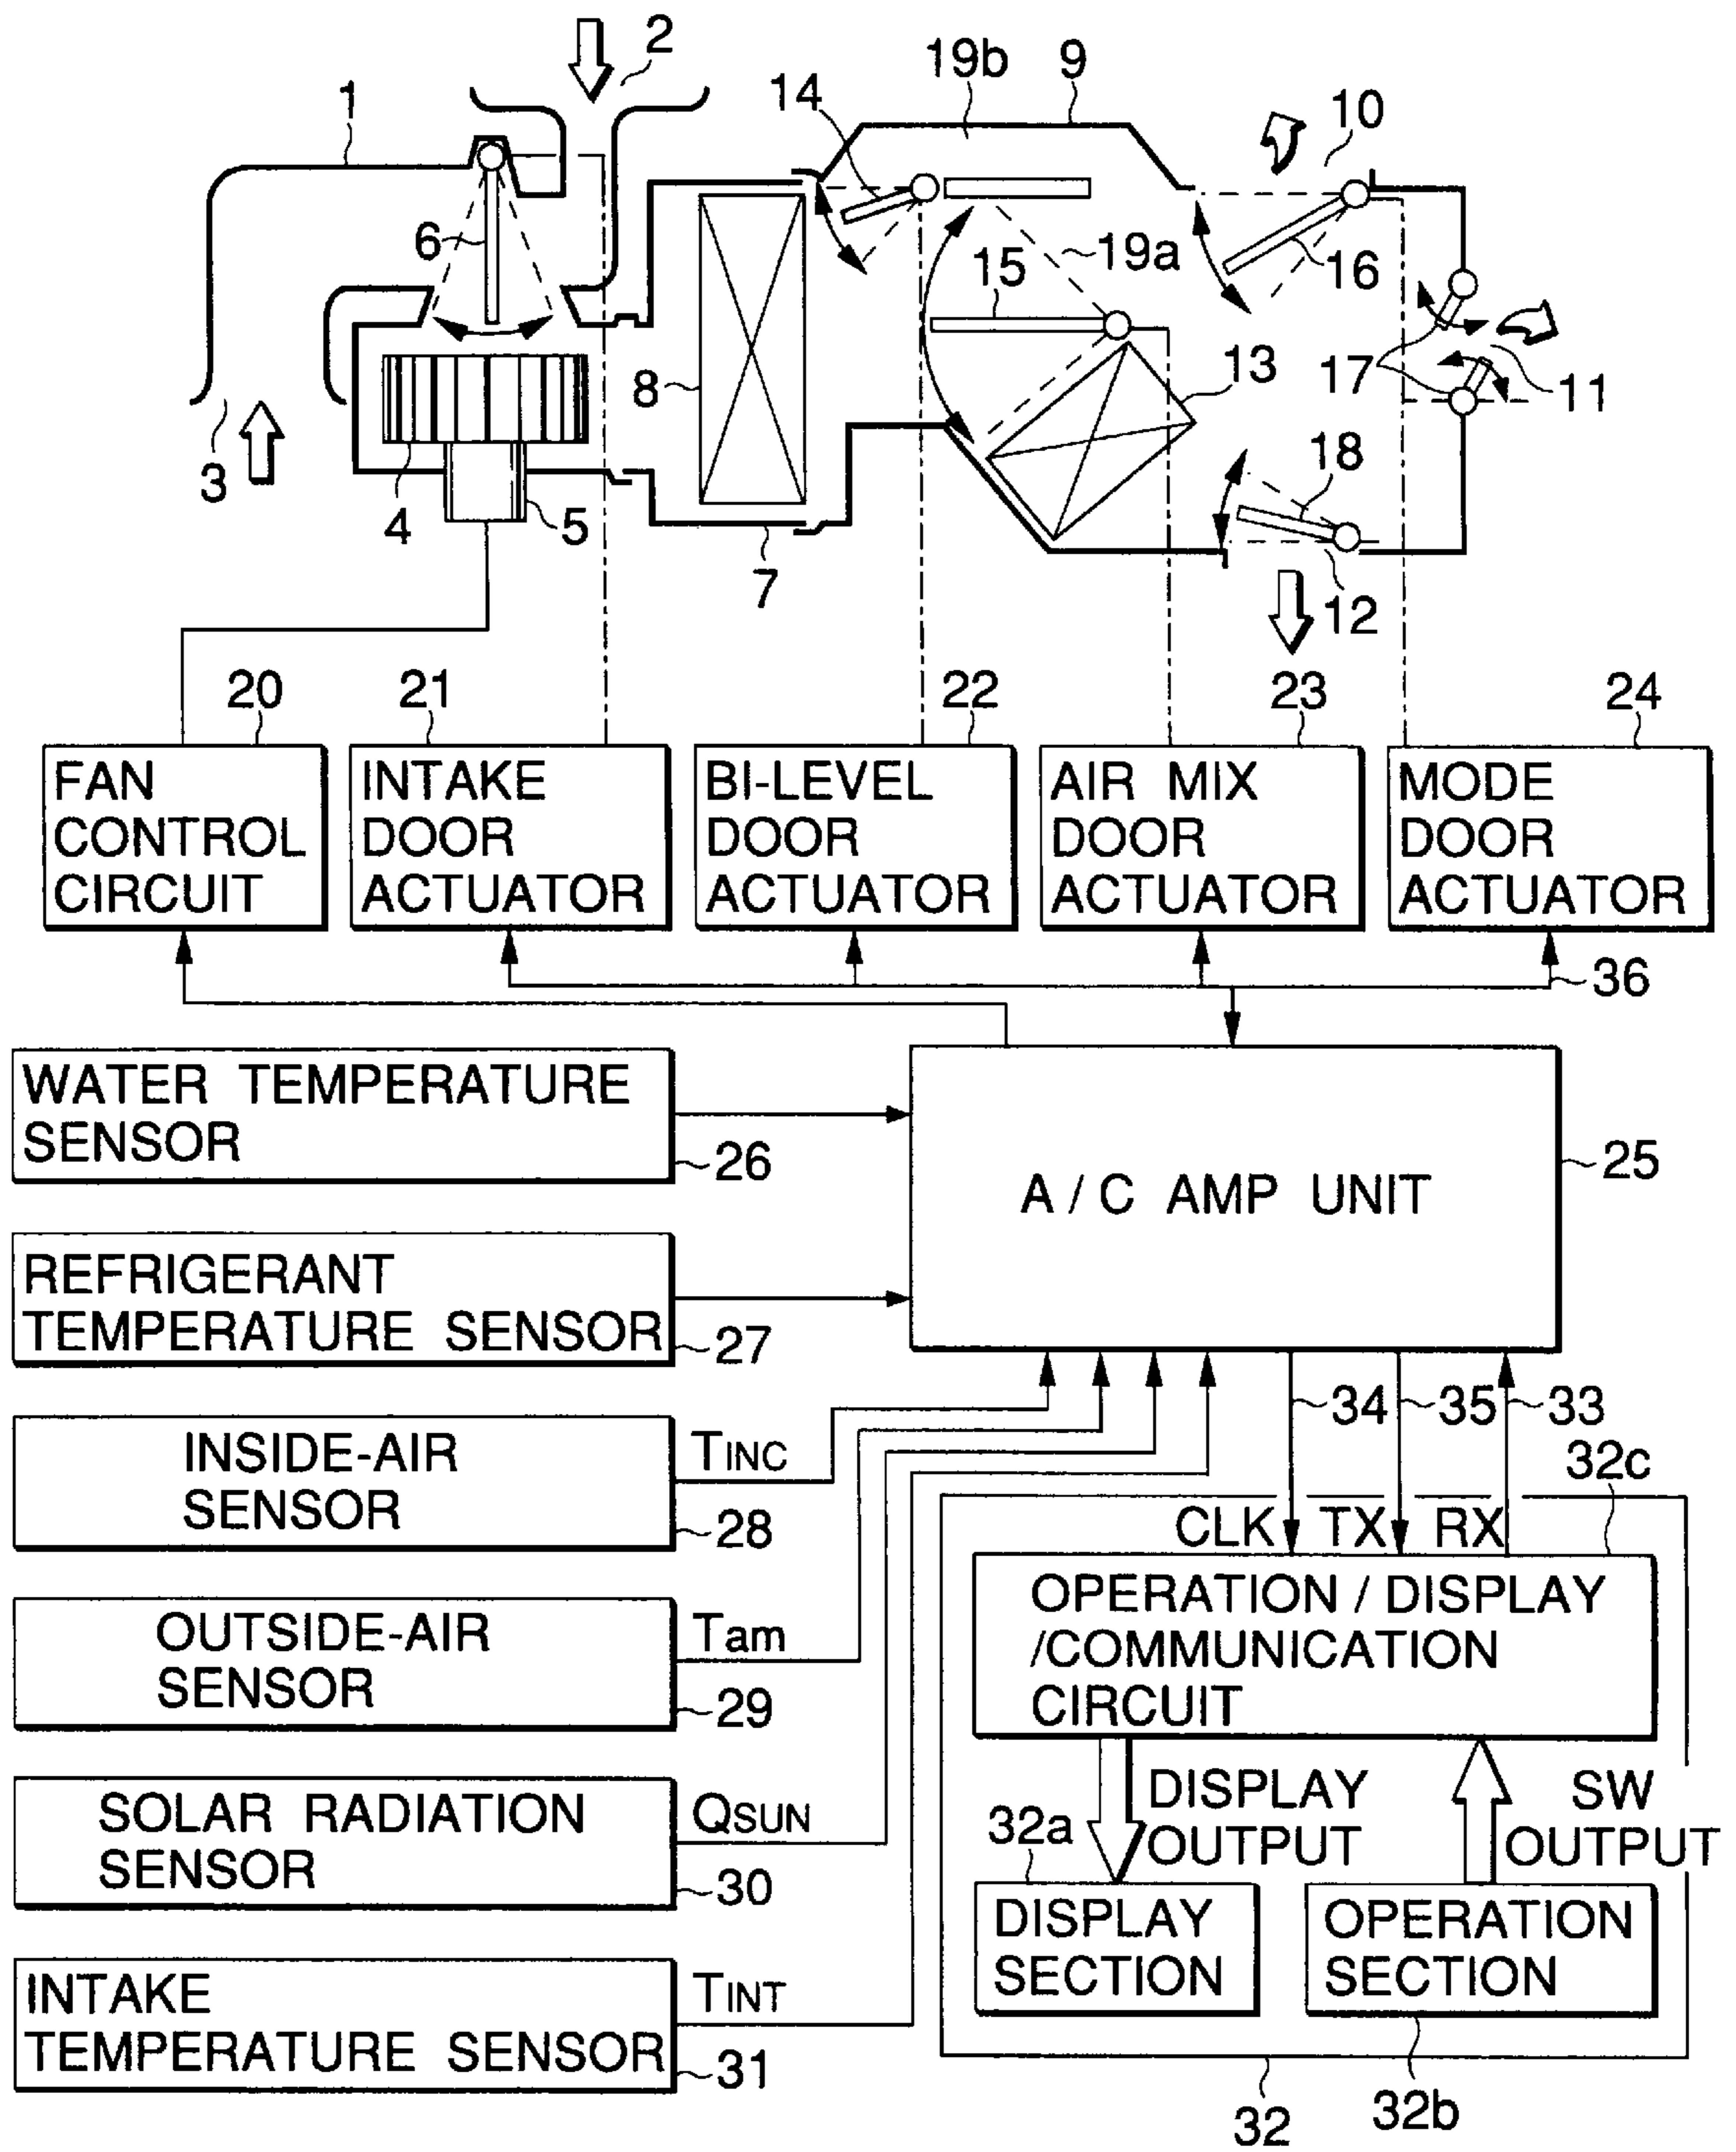 2
19b
9
14
10
1
6
15
19a
16
8
13
17
11
3
18
4
5
7
12
20
21
22
23
24
FAN
CONTROL
CIRCUIT
INTAKE
DOOR
ACTUATOR
BI-LEVEL
DOOR
ACTUATOR
AIR MIX
DOOR
ACTUATOR
MODE
DOOR
ACTUATOR
36
WATER TEMPERATURE
SENSOR
26
A / C AMP UNIT
25
REFRIGERANT
TEMPERATURE SENSOR
27
34
35
33
INSIDE-AIR
SENSOR
TINC
28
32c
CLK TX RX
OUTSIDE-AIR
SENSOR
Tam
29
OPERATION / DISPLAY
/COMMUNICATION
CIRCUIT
SOLAR RADIATION
SENSOR
QSUN
30
32a
DISPLAY
OUTPUT
SW
OUTPUT
DISPLAY
SECTION
OPERATION
SECTION
INTAKE
TEMPERATURE SENSOR
TINT
31
32
32b